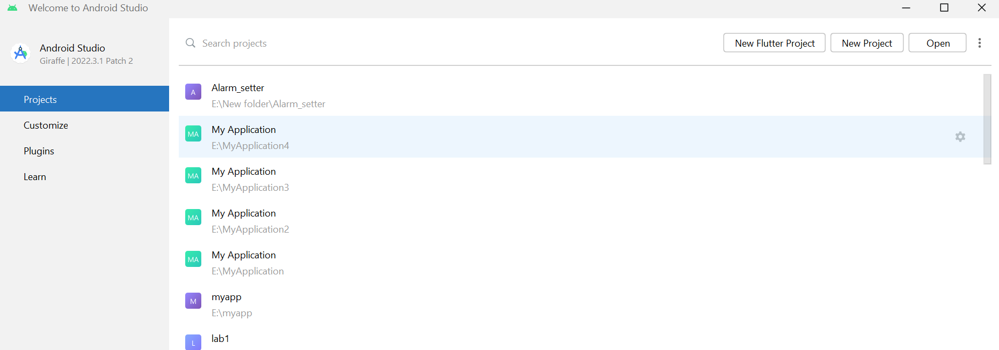 Welcome to Android Studio
Android Studio
Giraffe | 2022.3.1 Patch 2
Projects
Customize
Plugins
Learn
Search projects
New Flutter Project
New Project
Open
A
Alarm_setter
E:\New folder\Alarm_setter
MA
My Application
E:\MyApplication4
MA
My Application
E:\MyApplication3
MA
My Application
E:\MyApplication2
MA
My Application
E:\MyApplication
M
myapp
E:\myapp
L
lab1